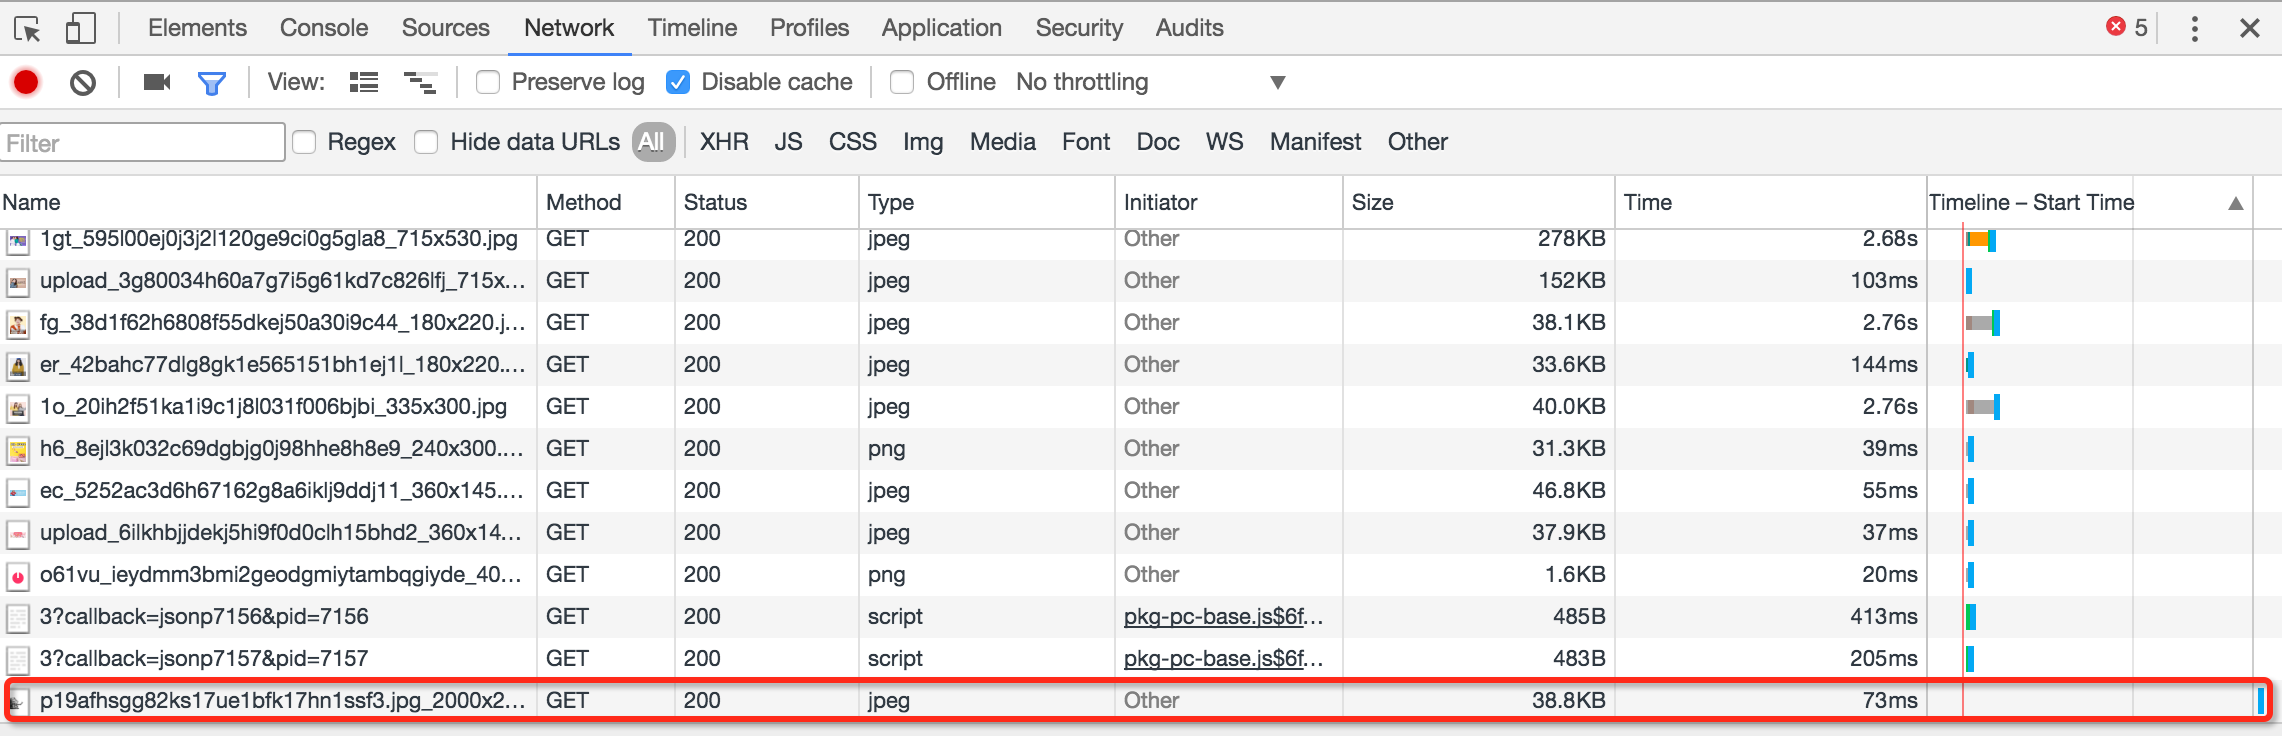 Elements Console Sources Network Timeline Profiles Application Security Audits 5
View: Preserve log Disable cache Offline No throttling
Filter Regex Hide data URLs All XHR JS CSS Img Media Font Doc WS Manifest Other
Name Method Status Type Initiator Size Time Timeline – Start Time
1gt_595l00ej0j3j2l120ge9ci0g5gla8_715x530.jpg GET 200 jpeg Other 278KB 2.68s
upload_3g80034h60a7g7i5g61kd7c826lfj_715x... GET 200 jpeg Other 152KB 103ms
fg_38d1f62h6808f55dkej50a30i9c44_180x220.j... GET 200 jpeg Other 38.1KB 2.76s
er_42bahc77dlg8gk1e565151bh1ej1l_180x220.... GET 200 jpeg Other 33.6KB 144ms
1o_20ih2f51ka1i9c1j8l031f006bjbi_335x300.jpg GET 200 jpeg Other 40.0KB 2.76s
h6_8ejl3k032c69dgbjg0j98hhe8h8e9_240x300.... GET 200 png Other 31.3KB 39ms
ec_5252ac3d6h67162g8a6iklj9ddj11_360x145.... GET 200 jpeg Other 46.8KB 55ms
upload_6ilkhbjjdekj5hi9f0d0clh15bhd2_360x14... GET 200 jpeg Other 37.9KB 37ms
o61vu_ieydmm3bmi2geodgmiytambqgiyde_40... GET 200 png Other 1.6KB 20ms
3?callback=jsonp7156&pid=7156 GET 200 script pkg-pc-base.js$6f... 485B 413ms
3?callback=jsonp7157&pid=7157 GET 200 script pkg-pc-base.js$6f... 483B 205ms
p19afhsgg82ks17ue1bfk17hn1ssf3.jpg_2000x2... GET 200 jpeg Other 38.8KB 73ms